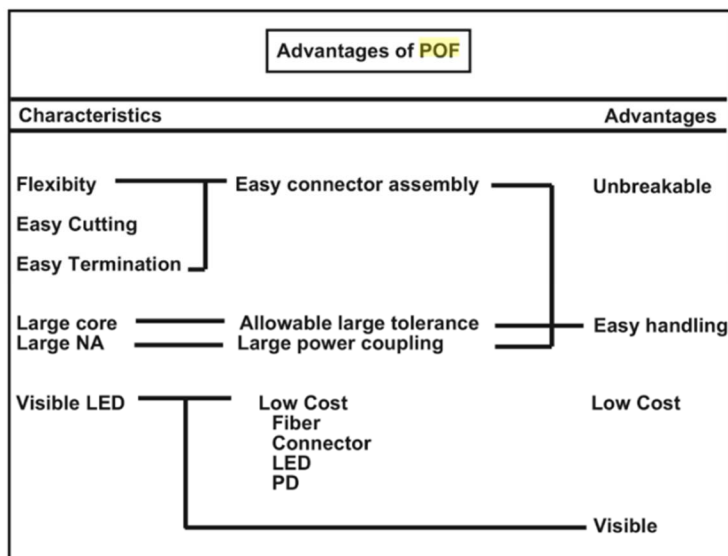 Advantages of POF
Characteristics Advantages
Flexibity Easy connector assembly Unbreakable
Easy Cutting
Easy Termination
Large core Allowable large tolerance Easy handling
Large NA Large power coupling
Visible LED Low Cost Low Cost
Fiber
Connector
LED
PD
Visible